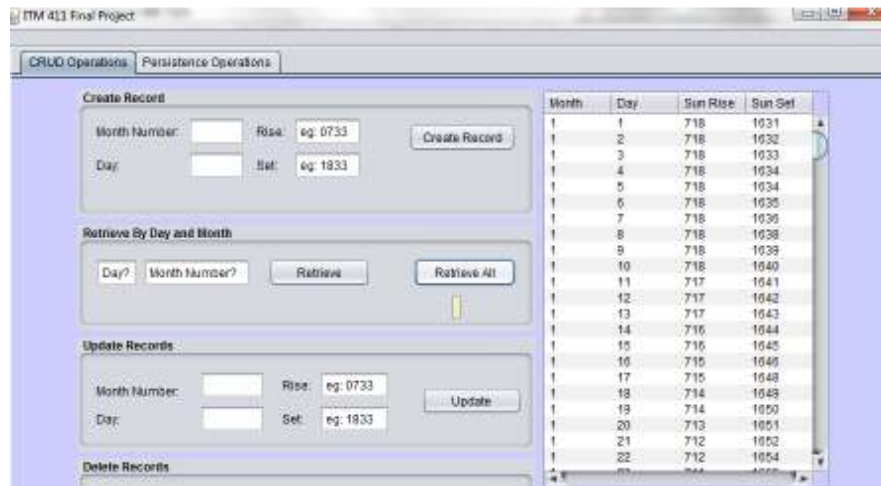 ITM 411 Final Project
CRUD Operations Persistence Operations
Create Record
Month Number: Rise: eg: 0733 Create Record
Day: Set: eg: 1833
Retrieve By Day and Month
Day? Month Number? Retrieve Retrieve All
Update Records
Month Number: Rise: eg: 0733
Day: Set: eg: 1833 Update
Delete Records
Month Day Sun Rise Sun Set
1 1 718 1631
1 2 718 1632
1 3 718 1633
1 4 718 1634
1 5 718 1634
1 6 718 1635
1 7 718 1636
1 8 718 1638
1 9 718 1639
1 10 718 1640
1 11 717 1641
1 12 717 1642
1 13 717 1643
1 14 716 1644
1 15 716 1645
1 16 715 1646
1 17 715 1648
1 18 714 1649
1 19 714 1650
1 20 713 1651
1 21 712 1652
1 22 712 1654